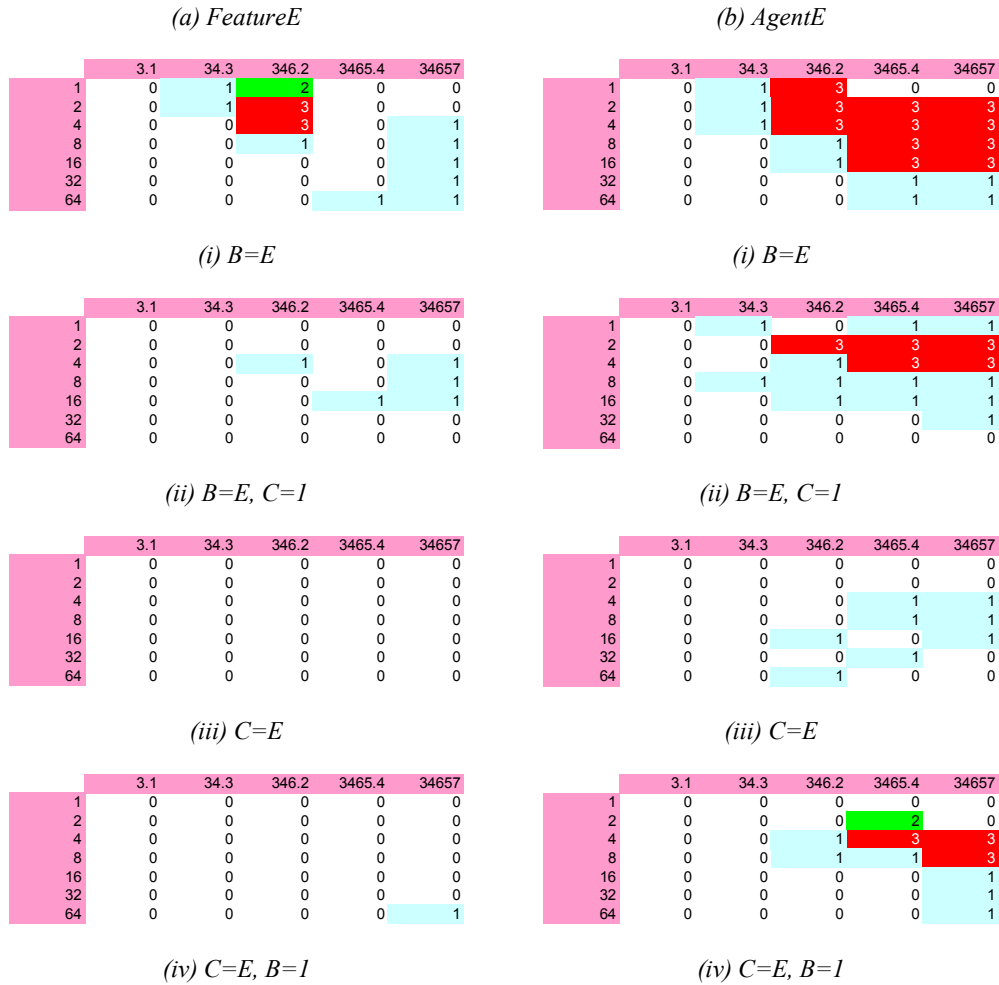 (a) FeatureE (b) AgentE
3.1 34.3 346.2 3465.4 34657 3.1 34.3 346.2 3465.4 34657
1 0 1 2 0 0 1 0 1 3 0 0
2 0 1 3 0 0 2 0 1 3 3 3
4 0 0 3 0 1 4 0 1 3 3 3
8 0 0 1 0 1 8 0 0 1 3 3
16 0 0 0 0 1 16 0 0 1 3 3
32 0 0 0 0 1 32 0 0 0 1 1
64 0 0 0 1 1 64 0 0 0 1 1
(i) B=E (i) B=E
3.1 34.3 346.2 3465.4 34657 3.1 34.3 346.2 3465.4 34657
1 0 0 0 0 0 1 0 1 0 1 1
2 0 0 0 0 0 2 0 0 3 3 3
4 0 0 1 0 1 4 0 0 1 3 3
8 0 0 0 0 1 8 0 1 1 1 1
16 0 0 0 1 1 16 0 0 1 1 1
32 0 0 0 0 0 32 0 0 0 0 1
64 0 0 0 0 0 64 0 0 0 0 0
(ii) B=E, C=1 (ii) B=E, C=1
3.1 34.3 346.2 3465.4 34657 3.1 34.3 346.2 3465.4 34657
1 0 0 0 0 0 1 0 0 0 0 0
2 0 0 0 0 0 2 0 0 0 0 0
4 0 0 0 0 0 4 0 0 0 1 1
8 0 0 0 0 0 8 0 0 0 1 1
16 0 0 0 0 0 16 0 0 1 0 1
32 0 0 0 0 0 32 0 0 0 1 0
64 0 0 0 0 0 64 0 0 1 0 0
(iii) C=E (iii) C=E
3.1 34.3 346.2 3465.4 34657 3.1 34.3 346.2 3465.4 34657
1 0 0 0 0 0 1 0 0 0 0 0
2 0 0 0 0 0 2 0 0 0 2 0
4 0 0 0 0 0 4 0 0 1 3 3
8 0 0 0 0 0 8 0 0 1 1 3
16 0 0 0 0 0 16 0 0 0 0 1
32 0 0 0 0 0 32 0 0 0 0 1
64 0 0 0 0 1 64 0 0 0 0 1
(iv) C=E, B=1 (iv) C=E, B=1